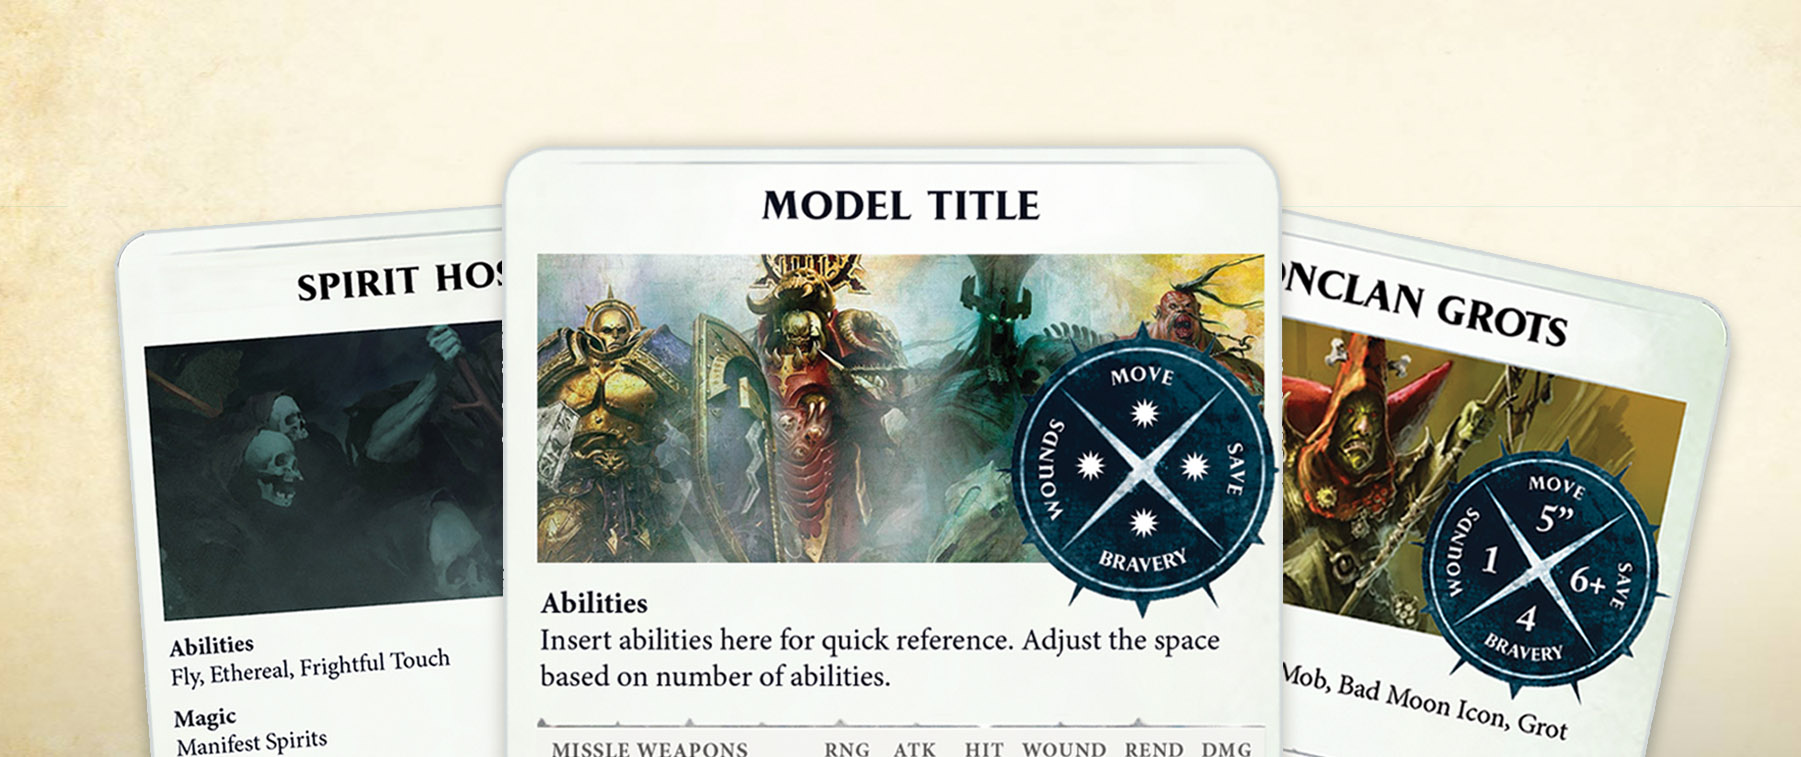 SPIRIT HOS
Abilities
Fly, Ethereal, Frightful Touch
Magic
Manifest Spirits
MODEL TITLE
MOVE
WOUNDS
SAVE
BRAVERY
Abilities
Insert abilities here for quick reference. Adjust the space
based on number of abilities.
MISSLE WEAPONS RNG ATK HIT WOUND REND DMG
ONCLAN GROTS
MOVE
5”
WOUNDS 1
6+ SAVE
4
BRAVERY
Mob, Bad Moon Icon, Grot